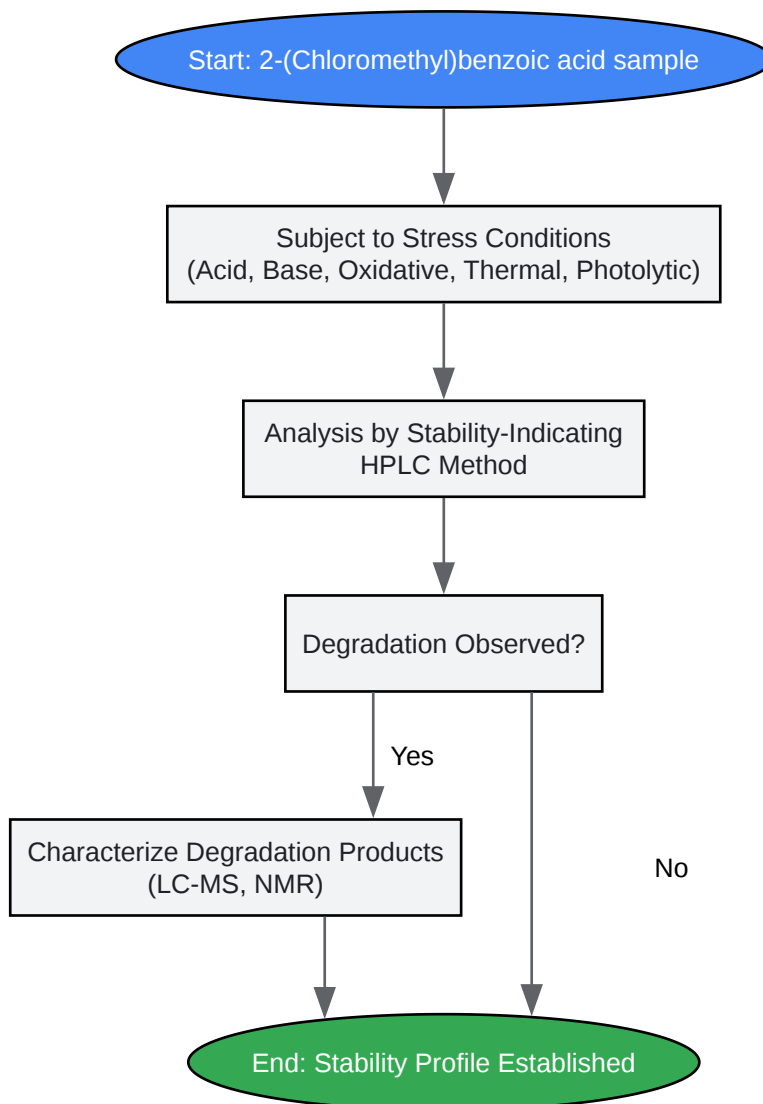 Start: 2-(Chloromethyl)benzoic acid sample
Subject to Stress Conditions
(Acid, Base, Oxidative, Thermal, Photolytic)
Analysis by Stability-Indicating
HPLC Method
Degradation Observed?
Yes
Characterize Degradation Products
(LC-MS, NMR)
No
End: Stability Profile Established